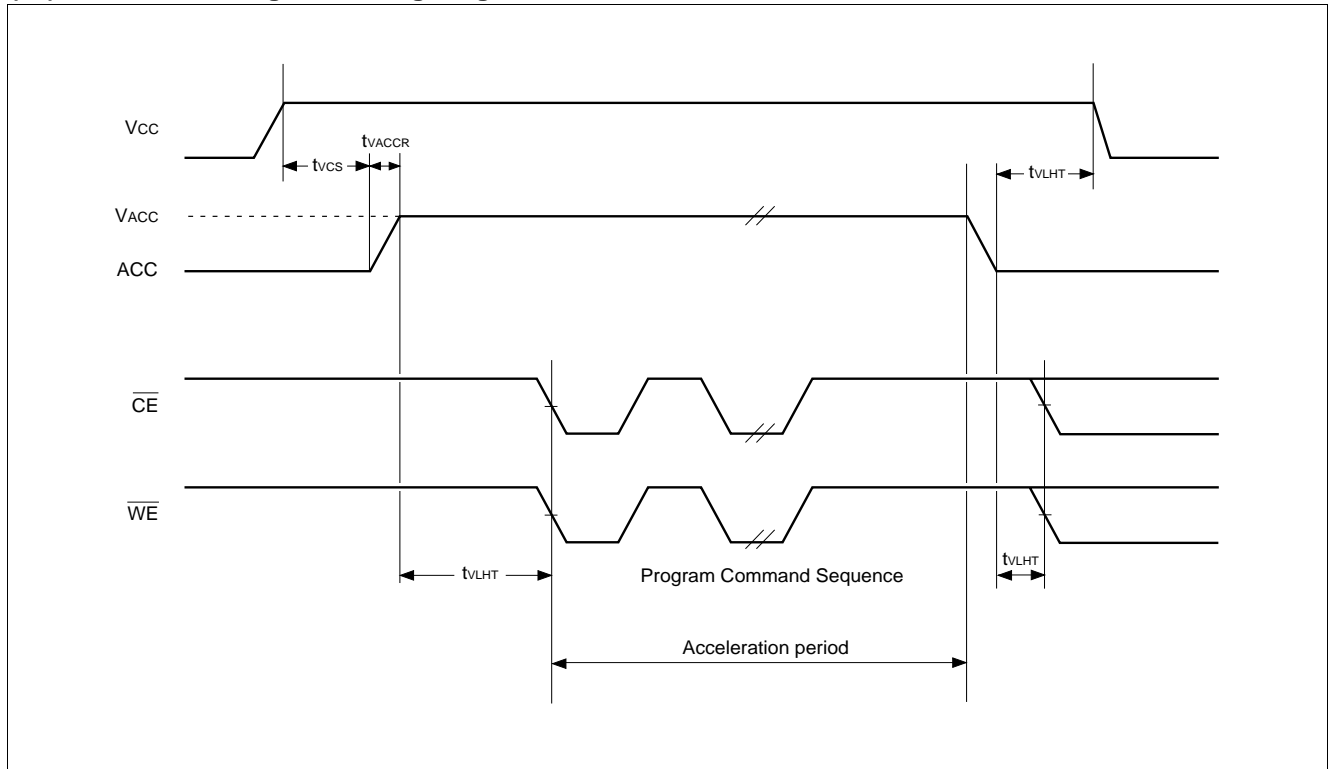 VCC
tVACCR
tVCS
tVLHT
VACC
ACC
CE
WE
tVLHT
Program Command Sequence
tVLHT
Acceleration period